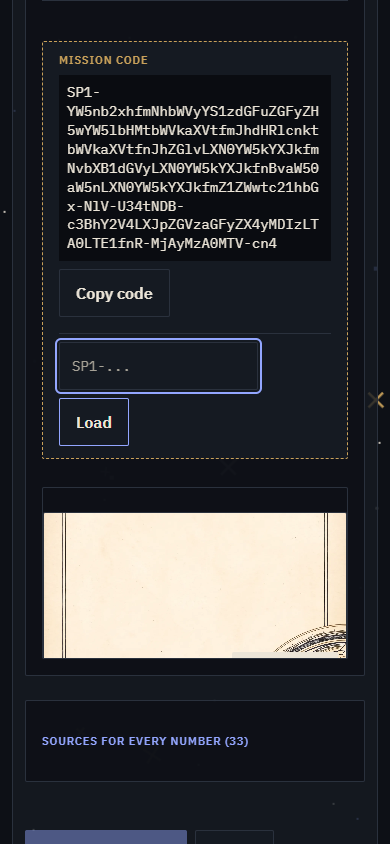 MISSION CODE
SP1-
YW5nb2xhfmNhbWVyYS1zdGFuZGFyZH
5wYW5lbHMtbWVkaXVtfmJhdHRlcnkt
bWVkaXVtfnJhZGlvLXN0YW5kYXJkfm
NvbXB1dGVyLXN0YW5kYXJkfnBvaW50
aW5nLXN0YW5kYXJkfmZ1ZWwtc21hbG
x-NlV-U34tNDB-
c3BhY2V4LXJpZGVzaGFyZX4yMDIzLT
A0LTE1fnR-MjAyMzA0MTV-cn4
Copy code
SP1-...
Load
SOURCES FOR EVERY NUMBER (33)